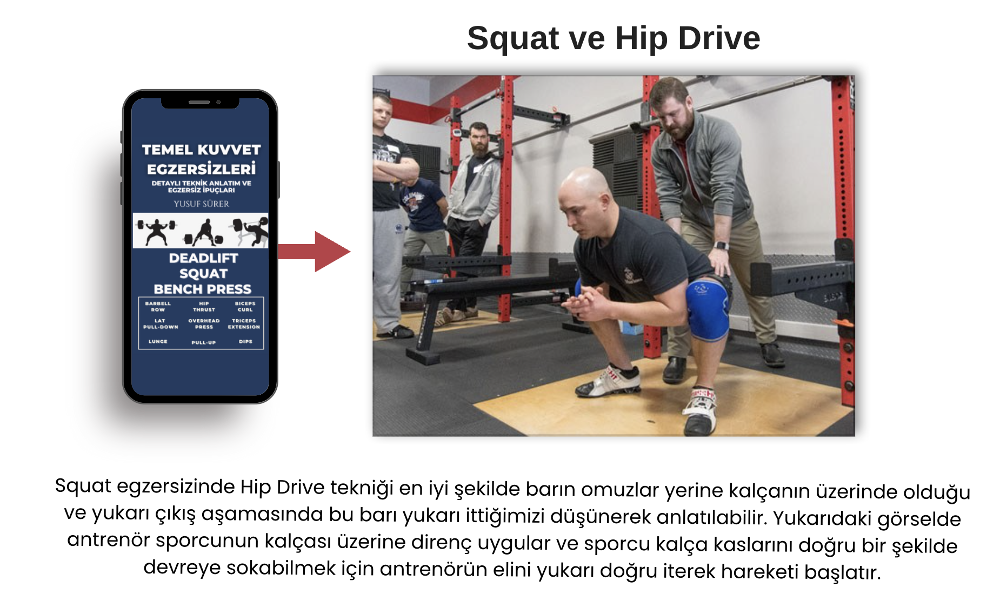 Squat ve Hip Drive
TEMEL KUVVET
EGZERSİZLERİ
DETAYLI TEKNİK ANLATIM VE
EGZERSİZ İPUÇLARI
YUSUF SÜRER
DEADLIFT
SQUAT
BENCH PRESS
BARBELL
ROW
HIP
THRUST
BICEPS
CURL
LAT
PULL-DOWN
OVERHEAD
PRESS
TRICEPS
EXTENSION
LUNGE
PULL-UP
DIPS
Squat egzersizinde Hip Drive tekniği en iyi şekilde barın omuzlar yerine kalçanın üzerinde olduğu
ve yukarı çıkış aşamasında bu barı yukarı ittiğimizi düşünerek anlatılabilir. Yukarıdaki görselde
antrenör sporcunun kalçası üzerine direnç uygular ve sporcu kalça kaslarını doğru bir şekilde
devreye sokabilmek için antrenörün elini yukarı doğru iterek hareketi başlatır.